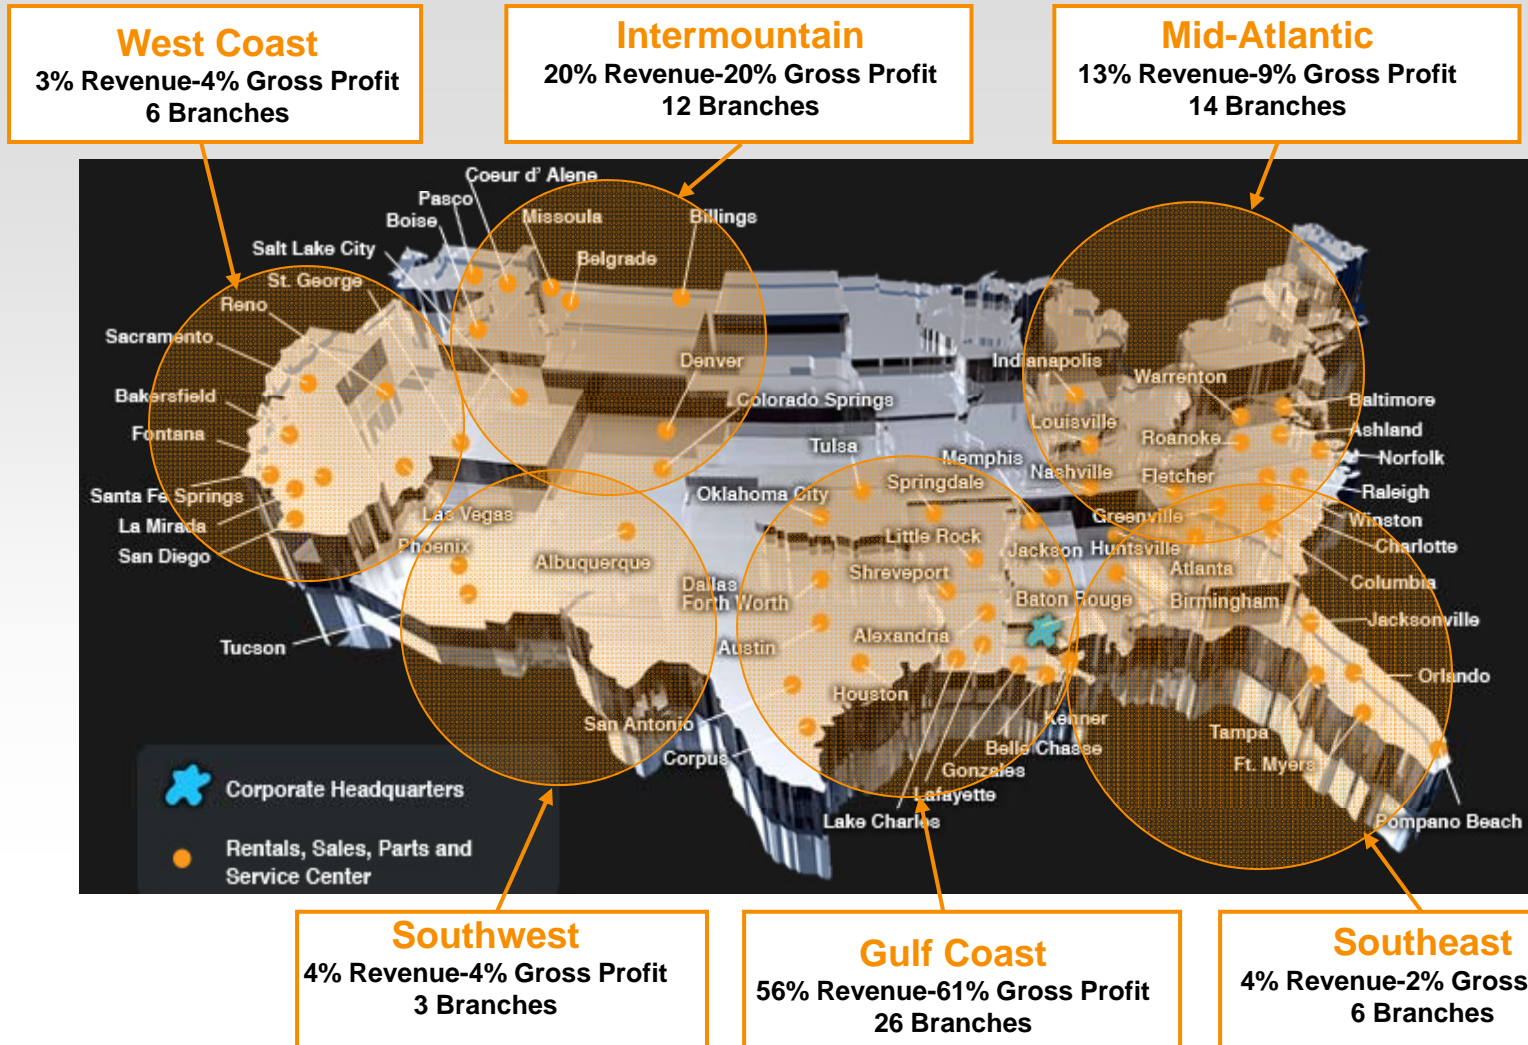 West Coast
3% Revenue-4% Gross Profit
6 Branches
Intermountain
20% Revenue-20% Gross Profit
12 Branches
Mid-Atlantic
13% Revenue-9% Gross Profit
14 Branches
Coeur d' Alene
Pasco
Missoula
Billings
Boise
Salt Lake City
Belgrade
St. George
Reno
Sacramento
Denver
Indianapolis
Warrenton
Bakersfield
Colorado Springs
Baltimore
Fontana
Louisville
Roanoke
Ashland
Tulsa
Memphis
Nashville
Fletcher
Norfolk
Santa Fe Springs
Oklahoma City
Springdale
Raleigh
La Mirada
Las Vegas
Greenville
Winston
San Diego
Phoenix
Albuquerque
Little Rock
Jackson
Huntsville
Charlotte
Dallas
Forth Worth
Shreveport
Atlanta
Columbia
Baton Rouge
Birmingham
Jacksonville
Tucson
Austin
Alexandria
Orlando
Houston
San Antonio
Kenner
Tampa
Corpus
Belle Chasse
Ft. Myers
Gonzales
Lafayette
Lake Charles
Pompano Beach
Corporate Headquarters
Rentals, Sales, Parts and
Service Center
Southwest
4% Revenue-4% Gross Profit
3 Branches
Gulf Coast
56% Revenue-61% Gross Profit
26 Branches
Southeast
4% Revenue-2% Gross
6 Branches